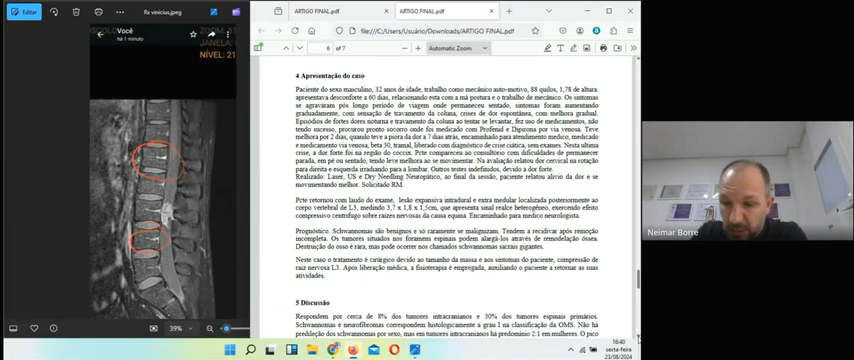 Editar
Rx vinicius.jpeg
Você
há 1 minuto
ZOOM
JANELA:
NÍVEL: 21
39%
ARTIGO FINAL.pdf
ARTIGO FINAL.pdf
file:///C:/Users/Usuário/Downloads/ARTIGO FINAL.pdf
6 of 7
Automatic Zoom
4 Apresentação do caso
Paciente do sexo masculino, 32 anos de idade, trabalho como mecânico auto-motivo, 88 quilos, 1,78 de altura.
apresentava desconforte a 60 dias, relacionando esta com a má postura e o trabalho de mecânico. Os sintomas
se agravaram pós longo período de viagem onde permaneceu sentado, sintomas foram aumentando
gradualmente, com sensação de travamento da coluna, crises de dor exponentes, com melhora gradual.
Episódios de fortes dores noturna e travamento da coluna ao tentar se levantar, fez uso de medicamentos, não
tendo sucesso, procurou pronto socorro onde foi medicado com Profenid e Dipirona por via venosa. Teve
melhora por 2 dias, quando teve a piora da dor à 7 dias atrás, encaminhado para atendimento medico, medicado
e medicamento via venosa, beta 30, tramal, liberado com diagnóstico de crise ciática, sem exames. Nesta ultima
crise, a dor forte foi na região do coccix. Pcte compareceu ao consultório com dificuldades de permanecer
parada, em pé ou sentado, tendo leve melhora ao se movimentar. Na avaliação relatou dor cervical na rotação
para direita e esquerda irradiando para a lombar. Outros testes indefinidos, devido a dor forte.
Realizado: Laser, US e Dry Needling Neuropático, ao final da sessão, paciente relatou alivio da dor e se
movimentando melhor. Solicitado RM.
Pcte retornou com laudo do exame, lesão expansiva intradural e extra medular localizada posteriormente ao
corpo vertebral de L3, medindo 3,7 x 1,8 x 1,5cm, que apresenta sinal realce heterogêneo, exercendo efeito
compressivo centrifugo sobre raizes nervosas da causa equina. Encaminhado para medico neurologista.
Prognóstico. Schwannomas são benignos e só raramente se malignizam. Tendem a recidivar após remoção
incompleta. Os tumores situados nos foramens espinais podem alargá-los através de remodelação óssea.
Destruição do osso é rara, mas pode ocorrer nos chamados schwannomas sacrais gigantes.
Neste caso o tratamento é cirúrgico devido ao tamanho da massa e aos sintomas do paciente, compressão de
raiz nervosa L3. Após liberação médica, a fisioterapia é empregada, auxiliando o paciente a retornar as suas
atividades.
5 Discussão
Respondem por cerca de 8% dos tumores intracranianos e 30% dos tumores espinais primários.
Schwannomas e neurofibromas correspondem histologicamente a grau I na classificação da OMS. Não há
predileção dos schwannomas por sexo, mas em tumores intracranianos há predomínio 2:1 em mulheres. O pico
Neimar Borre
16:40
sexta-feira
23/08/2024